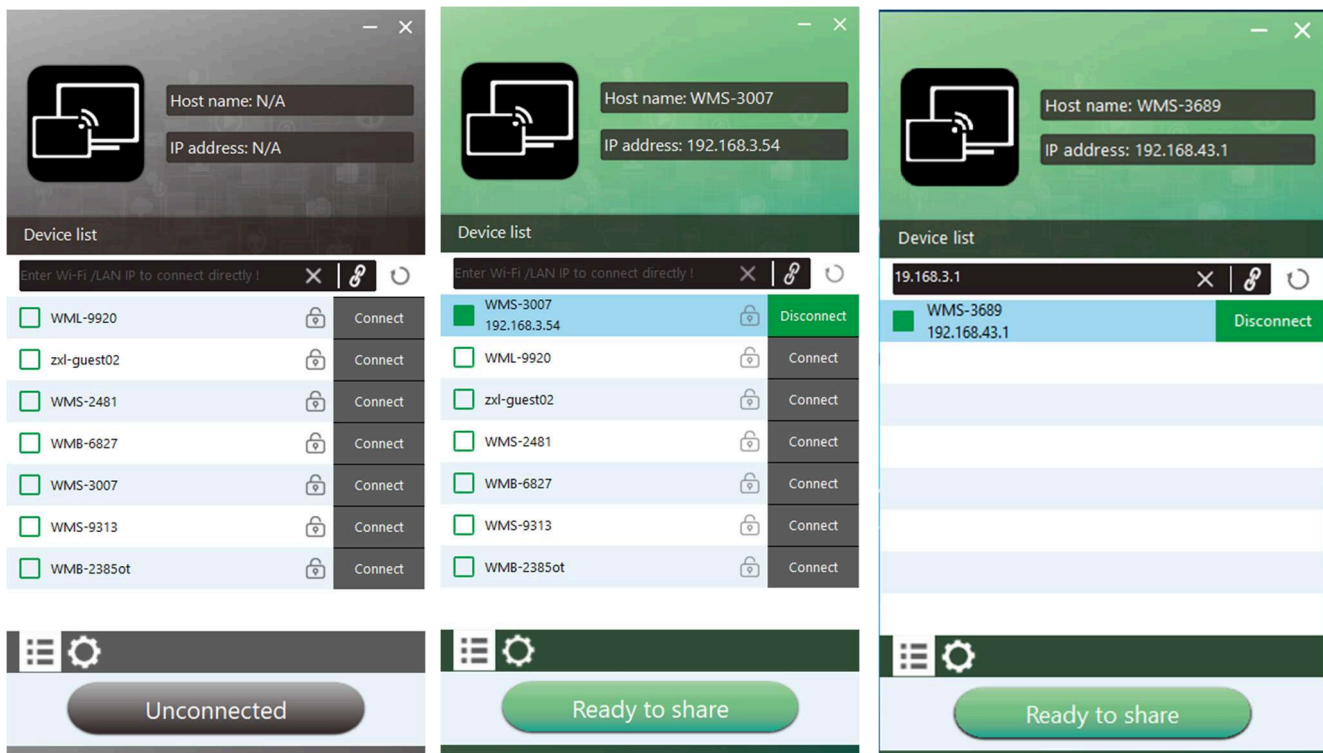 Host name: N/A
IP address: N/A
Device list
Enter Wi-Fi /LAN IP to connect directly !
WML-9920 Connect
zxl-guest02 Connect
WMS-2481 Connect
WMB-6827 Connect
WMS-3007 Connect
WMS-9313 Connect
WMB-2385ot Connect
Unconnected
Host name: WMS-3007
IP address: 192.168.3.54
Device list
Enter Wi-Fi /LAN IP to connect directly !
WMS-3007
192.168.3.54
Disconnect
WML-9920 Connect
zxl-guest02 Connect
WMS-2481 Connect
WMB-6827 Connect
WMS-9313 Connect
WMB-2385ot Connect
Ready to share
Host name: WMS-3689
IP address: 192.168.43.1
Device list
19.168.3.1
WMS-3689
192.168.43.1
Disconnect
Ready to share